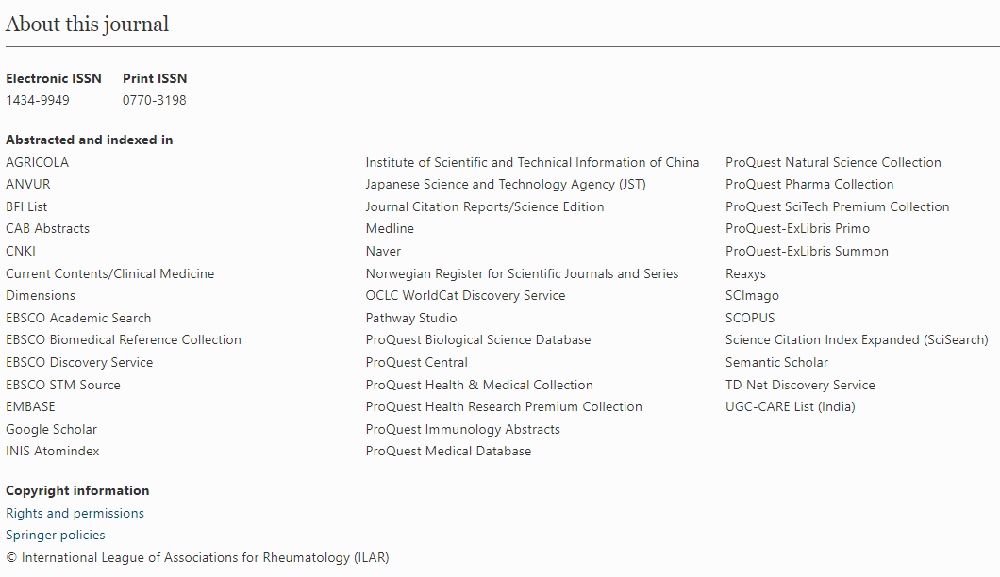 About this journal
Electronic ISSN
Print ISSN
1434-9949
0770-3198
Abstracted and indexed in
AGRICOLA
ANVUR
BFI List
CAB Abstracts
CNKI
Current Contents/Clinical Medicine
Dimensions
EBSCO Academic Search
EBSCO Biomedical Reference Collection
EBSCO Discovery Service
EBSCO STM Source
EMBASE
Google Scholar
INIS Atomindex
Institute of Scientific and Technical Information of China
Japanese Science and Technology Agency (JST)
Journal Citation Reports/Science Edition
Medline
Naver
Norwegian Register for Scientific Journals and Series
OCLC WorldCat Discovery Service
Pathway Studio
ProQuest Biological Science Database
ProQuest Central
ProQuest Health & Medical Collection
ProQuest Health Research Premium Collection
ProQuest Immunology Abstracts
ProQuest Medical Database
ProQuest Natural Science Collection
ProQuest Pharma Collection
ProQuest SciTech Premium Collection
ProQuest-ExLibris Primo
ProQuest-ExLibris Summon
Reaxys
SCImago
SCOPUS
Science Citation Index Expanded (SciSearch)
Semantic Scholar
TD Net Discovery Service
UGC-CARE List (India)
Copyright information
Rights and permissions
Springer policies
© International League of Associations for Rheumatology (ILAR)